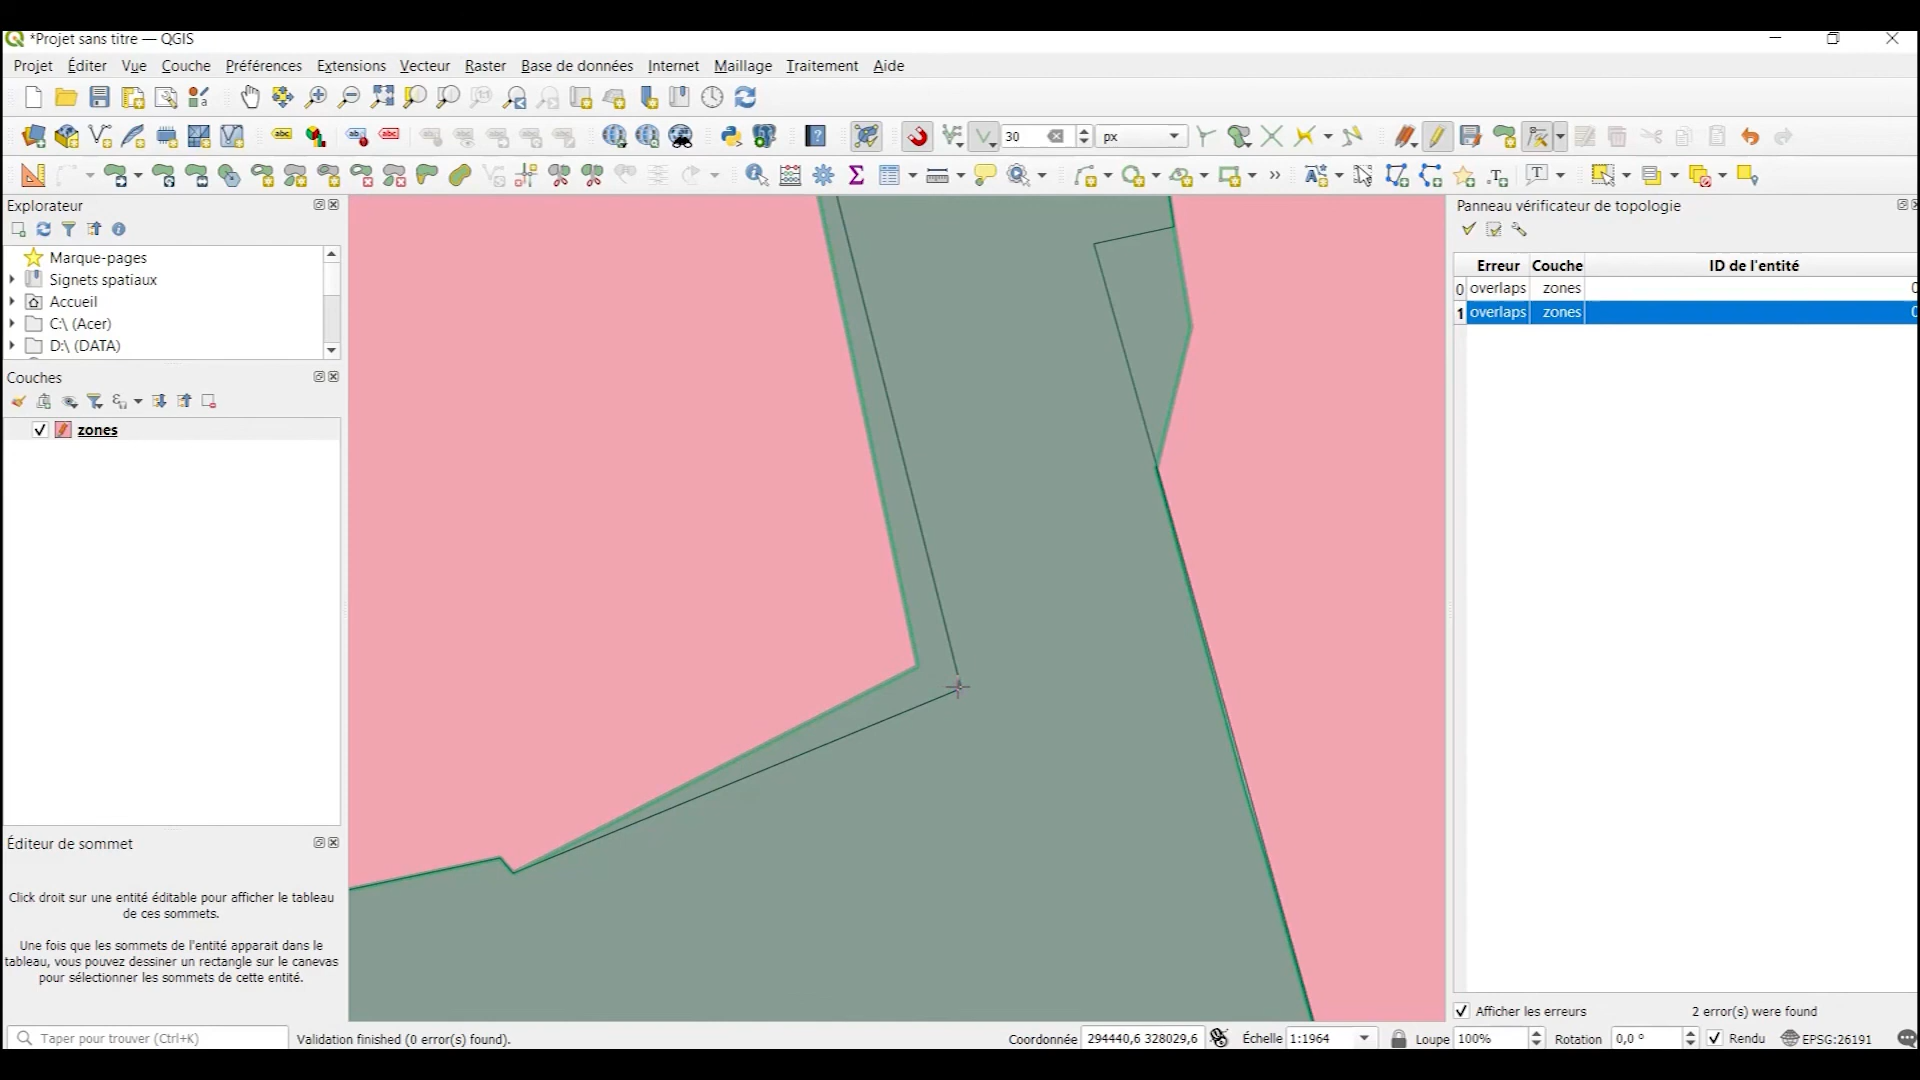 *Projet sans titre — QGIS
Projet Éditer Vue Couche Préférences Extensions Vecteur Raster Base de données Internet Maillage Traitement Aide
abc abc ab abc 30 px
Explorateur
Marque-pages
Signets spatiaux
Accueil
C:\ (Acer)
D:\ (DATA)
Couches
zones
Éditeur de sommet
Click droit sur une entité éditable pour afficher le tableau
de ces sommets.
Une fois que les sommets de l'entité apparait dans le
tableau, vous pouvez dessiner un rectangle sur le canevas
pour sélectionner les sommets de cette entité.
Panneau vérificateur de topologie
Erreur Couche ID de l'entité
0 overlaps zones 0
1 overlaps zones 0
Afficher les erreurs 2 error(s) were found
Taper pour trouver (Ctrl+K) Validation finished (0 error(s) found). Coordonnée 294440,6 328029,6 Échelle 1:1964 Loupe 100% Rotation 0,0 ° Rendu EPSG:26191